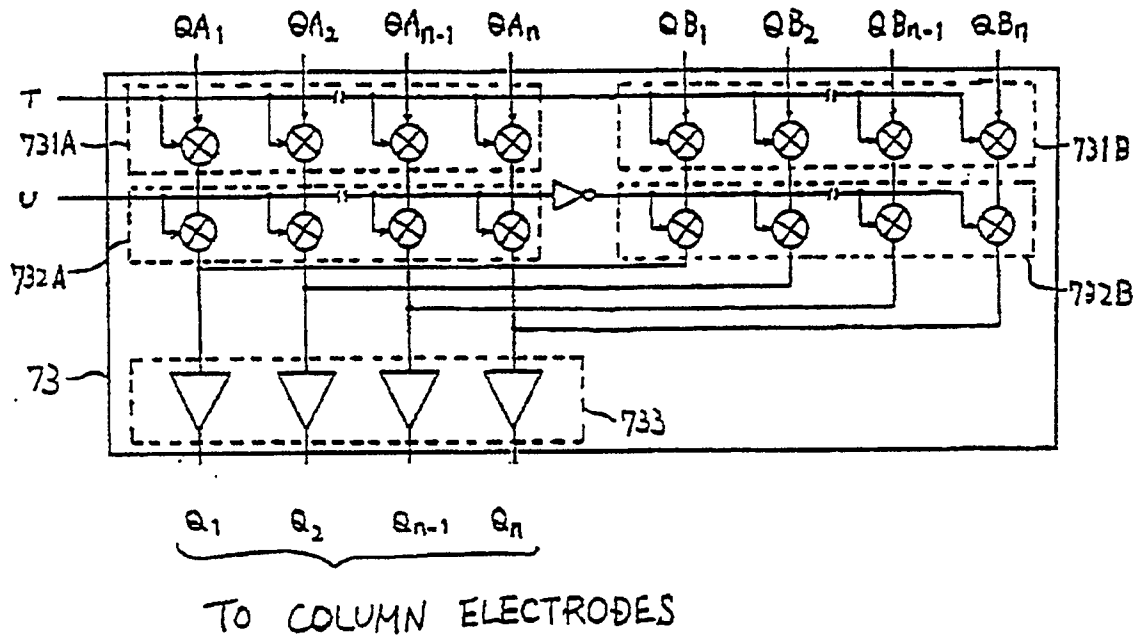 QA1 QA2 QAn-1 QAn QB1 QB2 QBn-1 QBn
T
731A 731B
U
732A 732B
73
733
Q1 Q2 Qn-1 Qn
TO COLUMN ELECTRODES